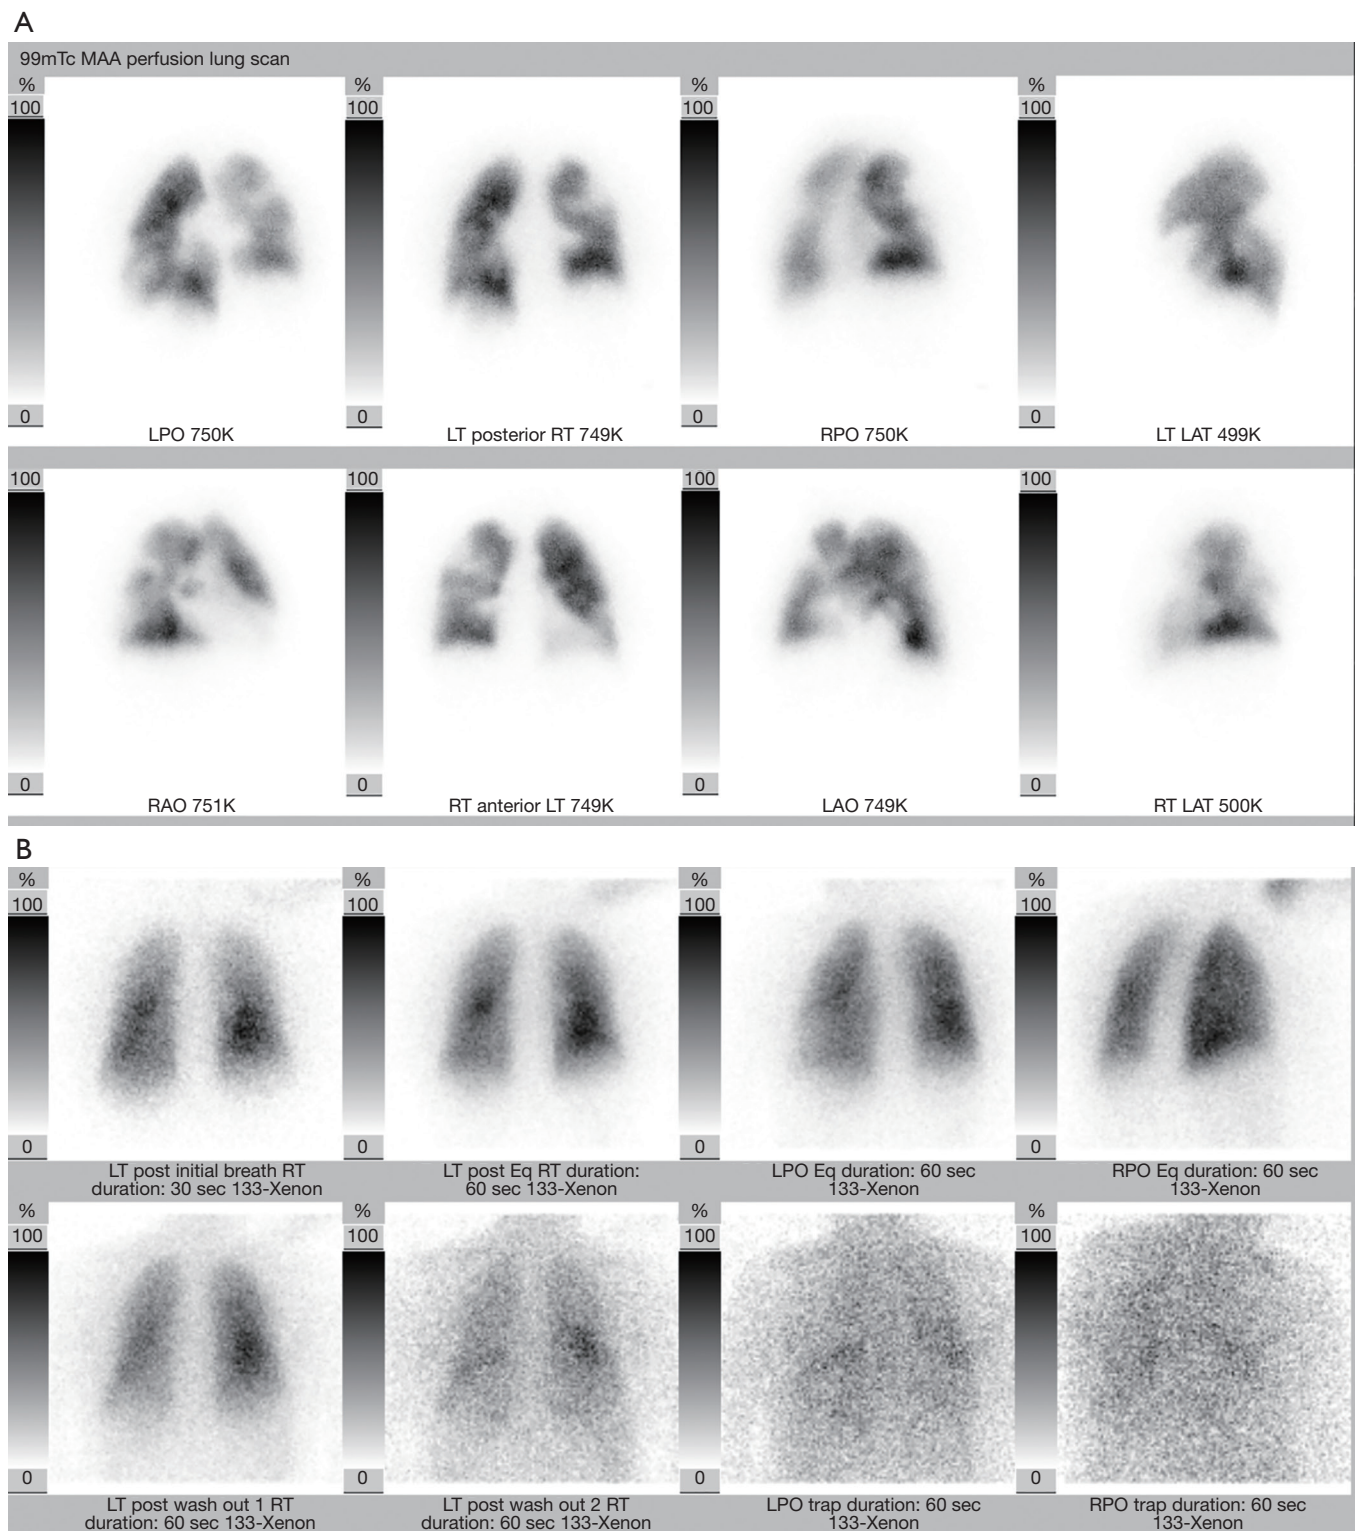 A
99mTc MAA perfusion lung scan
% % % %
100 100 100 100
0 0 0 0
LPO 750K LT posterior RT 749K RPO 750K LT LAT 499K
100 100 100 100
0 0 0 0
RAO 751K RT anterior LT 749K LAO 749K RT LAT 500K
B
% % % %
100 100 100 100
0 0 0 0
LT post initial breath RT
duration: 30 sec 133-Xenon
LT post Eq RT duration:
60 sec 133-Xenon
LPO Eq duration: 60 sec
133-Xenon
RPO Eq duration: 60 sec
133-Xenon
% % % %
100 100 100 100
0 0 0 0
LT post wash out 1 RT
duration: 60 sec 133-Xenon
LT post wash out 2 RT
duration: 60 sec 133-Xenon
LPO trap duration: 60 sec
133-Xenon
RPO trap duration: 60 sec
133-Xenon